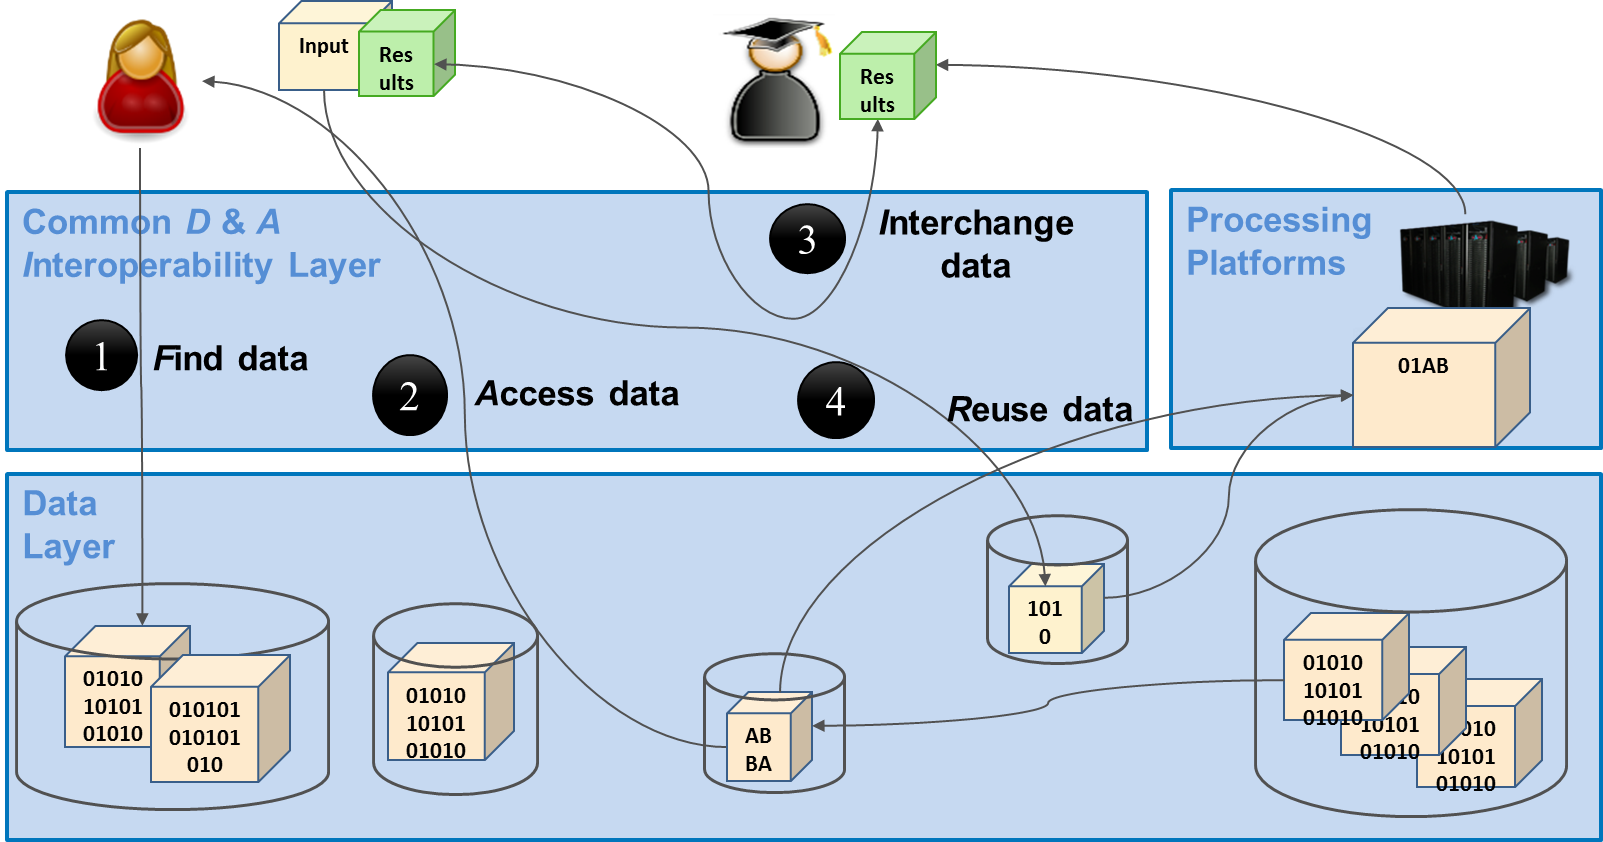 Input
Res
ults
Res
ults
Common D & A
Interoperability Layer
3
Interchange
data
Processing
Platforms
1
Find data
2
Access data
4
Reuse data
01AB
Data
Layer
01010
10101
01010
010101
010101
010
01010
10101
01010
AB
BA
101
0
01010
10101
01010
10
10101
01010
010
10101
01010